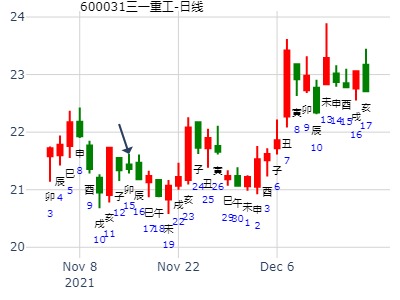 600031三一重工-日线
24
23
22
21
20
卯
3
辰
4
巳
5
申
8
酉
9
戌
10
亥
11
子
12
卯
15
辰
16
巳
17
午
18
未
19
戌
22
亥
23
子
24
丑
25
寅
26
巳
29
午
30
未
1
申
2
酉
3
子
6
丑
7
寅
8
卯
9
辰
10
未
13
申
14
酉
15
戌
16
亥
17
Nov 8
2021
Nov 22
Dec 6